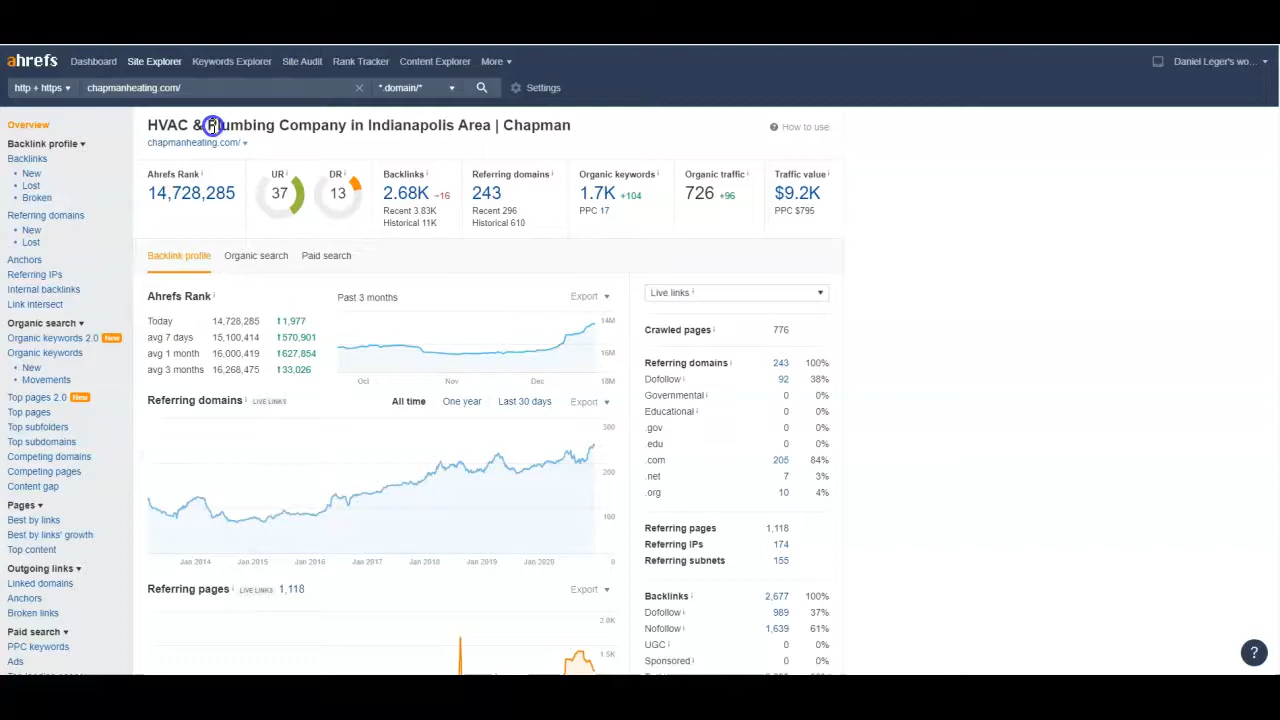 ahrefs Dashboard Site Explorer Keywords Explorer Site Audit Rank Tracker Content Explorer More Daniel Leger's wo...
http + https chapmanheating.com/ *.domain/* Settings
Overview
Backlink profile
Backlinks
New
Lost
Broken
Referring domains
New
Lost
Anchors
Referring IPs
Internal backlinks
Link intersect
Organic search
Organic keywords 2.0 New
Organic keywords
New
Movements
Top pages 2.0 New
Top pages
Top subfolders
Top subdomains
Competing domains
Competing pages
Content gap
Pages
Best by links
Best by links' growth
Top content
Outgoing links
Linked domains
Anchors
Broken links
Paid search
PPC keywords
Ads
HVAC & Plumbing Company in Indianapolis Area | Chapman
How to use
chapmanheating.com/
Ahrefs Rank
14,728,285
UR
37
DR
13
Backlinks
2.68K -16
Recent 3.83K
Historical 11K
Referring domains
243
Recent 296
Historical 610
Organic keywords
1.7K +104
PPC 17
Organic traffic
726 +96
Traffic value
$9.2K
PPC $795
Backlink profile Organic search Paid search
Ahrefs Rank
Past 3 months Export
Today 14,728,285 ↑1,977
avg 7 days 15,100,414 ↑570,901
avg 1 month 16,000,419 ↑627,854
avg 3 months 16,268,475 ↑33,026
14M
16M
18M
Oct Nov Dec
Referring domains LIVE LINKS All time One year Last 30 days Export
300
200
100
0
Jan 2014 Jan 2015 Jan 2016 Jan 2017 Jan 2018 Jan 2019 Jan 2020
Referring pages LIVE LINKS 1,118 Export
2.0K
1.5K
Live links
Crawled pages 776
Referring domains 243 100%
Dofollow 92 38%
Governmental 0 0%
Educational 0 0%
.gov 0 0%
.edu 0 0%
.com 205 84%
.net 7 3%
.org 10 4%
Referring pages 1,118
Referring IPs 174
Referring subnets 155
Backlinks 2,677 100%
Dofollow 989 37%
Nofollow 1,639 61%
UGC 0 0%
Sponsored 0 0%
?